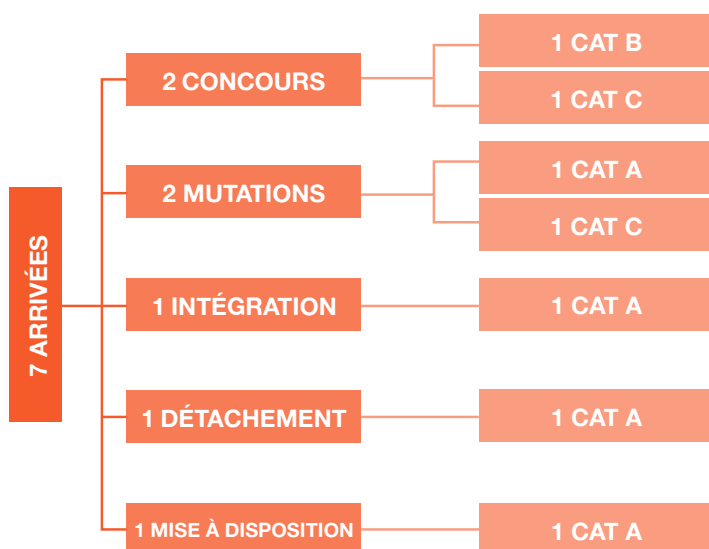 7 ARRIVÉES
2 CONCOURS
1 CAT B
1 CAT C
2 MUTATIONS
1 CAT A
1 CAT C
1 INTÉGRATION
1 CAT A
1 DÉTACHEMENT
1 CAT A
1 MISE À DISPOSITION
1 CAT A